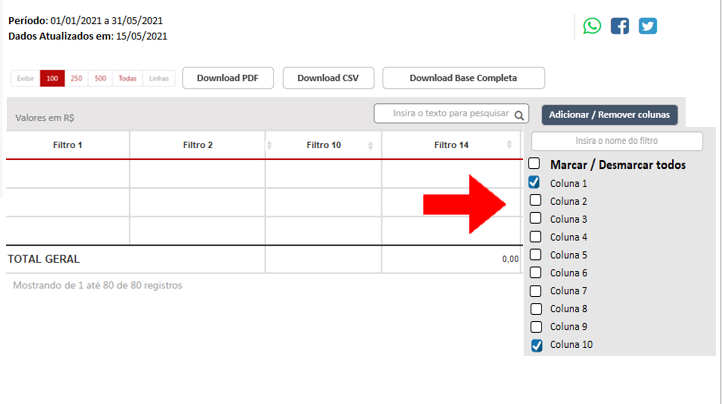 Período: 01/01/2021 a 31/05/2021
Dados Atualizados em: 15/05/2021
Exibir 100 250 500 Todas Linhas Download PDF Download CSV Download Base Completa
Valores em R$ Insira o texto para pesquisar Adicionar / Remover colunas
Filtro 1 Filtro 2 Filtro 10 Filtro 14
Insira o nome do filtro
Marcar / Desmarcar todos
Coluna 1
Coluna 2
Coluna 3
Coluna 4
Coluna 5
Coluna 6
Coluna 7
Coluna 8
Coluna 9
Coluna 10
TOTAL GERAL 0,00
Mostrando de 1 até 80 de 80 registros